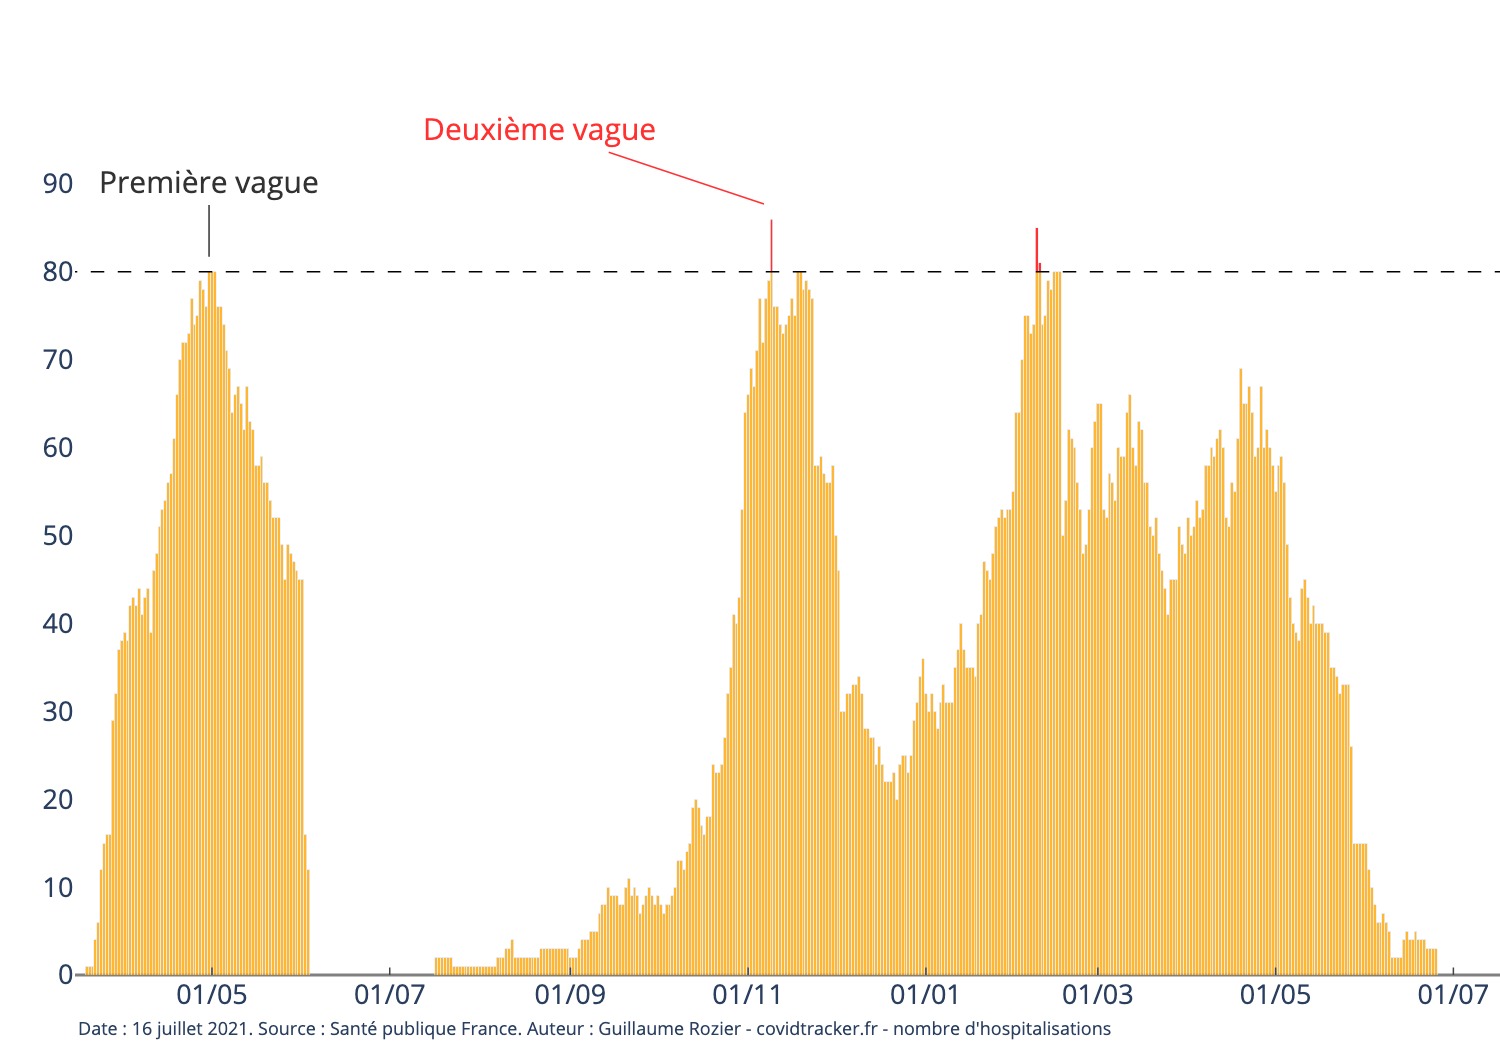 Deuxième vague
90
Première vague
80
70
60
50
40
30
20
10
0
01/05 01/07 01/09 01/11 01/01 01/03 01/05 01/07
Date : 16 juillet 2021. Source : Santé publique France. Auteur : Guillaume Rozier - covidtracker.fr - nombre d'hospitalisations